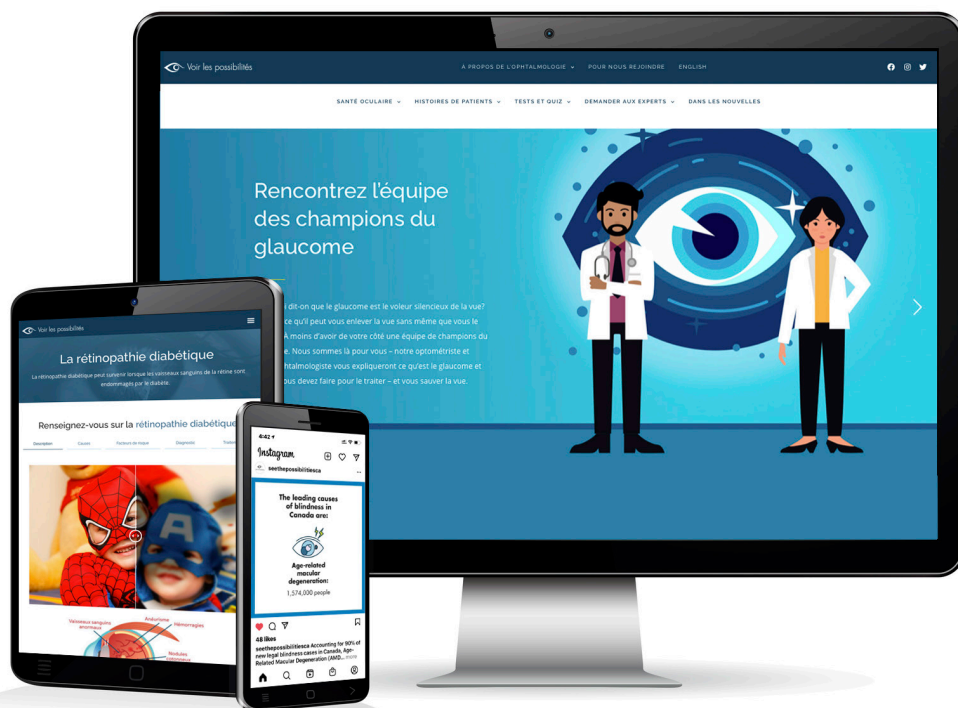 Voir les possibilités
À PROPOS DE L'OPHTALMOLOGIE
POUR NOUS REJOINDRE
ENGLISH
SANTÉ OCULAIRE
HISTOIRES DE PATIENTS
TESTS ET QUIZ
DEMANDER AUX EXPERTS
DANS LES NOUVELLES
Rencontrez l'équipe
des champions du
glaucome
dit-on que le glaucome est le voleur silencieux de la vue?
ce qu'il peut vous enlever la vue sans même que vous le
À moins d'avoir de votre côté une équipe de champions du
Nous sommes là pour vous – notre optométriste et
vous expliqueront ce qu'est le glaucome et
devez faire pour le traiter – et vous sauver la vue.
Voir les possibilités
La rétinopathie diabétique
La rétinopathie diabétique peut survenir lorsque les vaisseaux sanguins de la rétine sont
endommagés par le diabète.
Renseignez-vous sur la rétinopathie diabétique
Description
Causes
Facteurs de risque
Diagnostic
A
Vaisseaux sanguins
anormaux
Anévrisme
Hémorragies
Nodules
4:42
Instagram
seethepossibilitiesca
The leading causes
of blindness in
Canada are:
Age-related
macular
degeneration:
1,574,000 people
48 likes
seethepossibilitiesca Accounting for 90% of
new legal blindness cases in Canada, Age-
Related Macular Degeneration (AMD... more